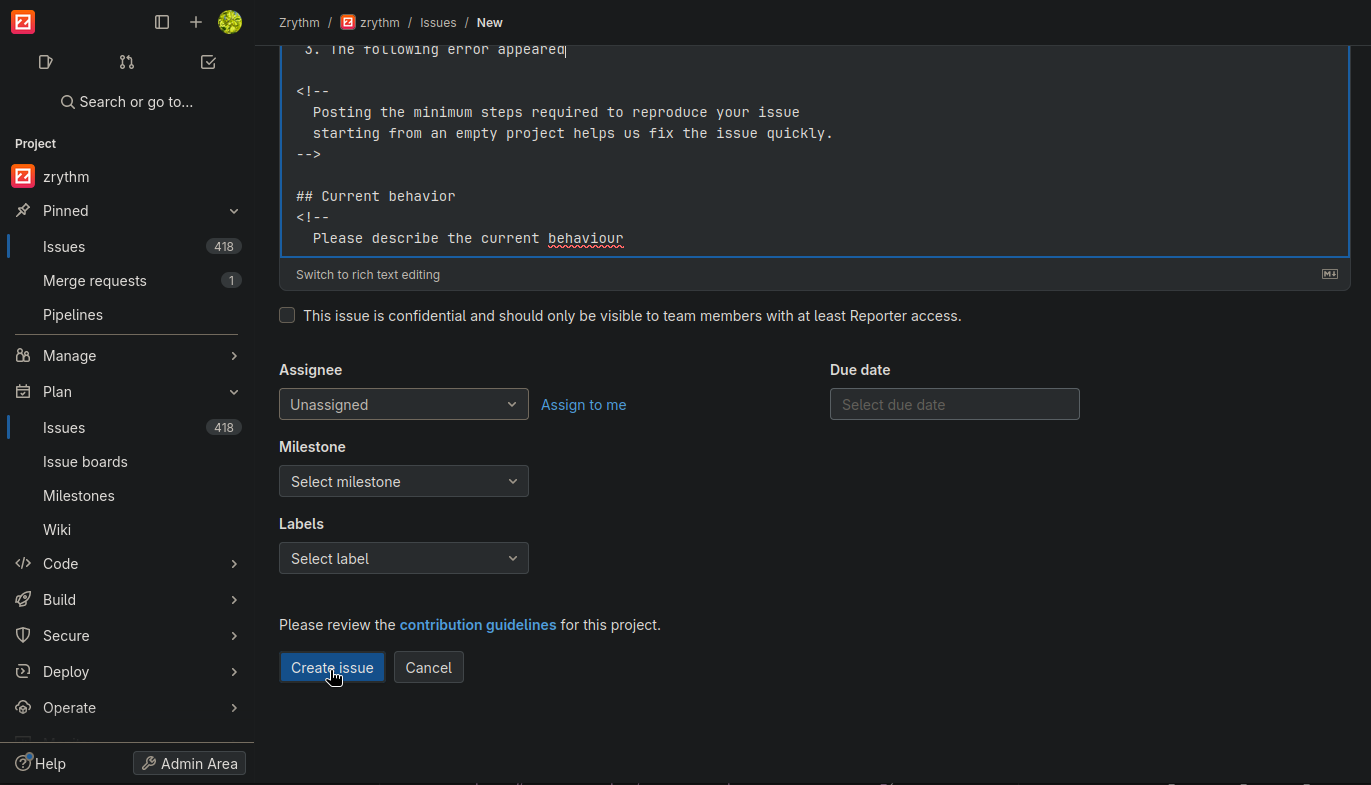 Zrythm / zrythm / Issues / New
Search or go to...
Project
zrythm
Pinned
Issues 418
Merge requests 1
Pipelines
Manage
Plan
Issues 418
Issue boards
Milestones
Wiki
Code
Build
Secure
Deploy
Operate
Help
Admin Area
3. The following error appeared
<!--
Posting the minimum steps required to reproduce your issue
starting from an empty project helps us fix the issue quickly.
-->
## Current behavior
<!--
Please describe the current behaviour
Switch to rich text editing
This issue is confidential and should only be visible to team members with at least Reporter access.
Assignee
Unassigned
Assign to me
Due date
Select due date
Milestone
Select milestone
Labels
Select label
Please review the contribution guidelines for this project.
Create issue
Cancel